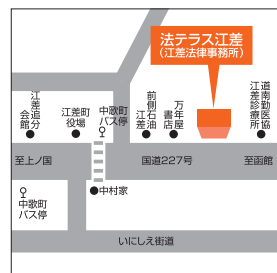 法テラス江差
(江差法律事務所)
江差追分
会館
江差町
役場
中歌町
バス停
前側石油
江差
万年屋
書店
道南勤医協
江差診療所
至上ノ国
国道227号
至函館
中村家
中歌町
バス停
いにしえ街道